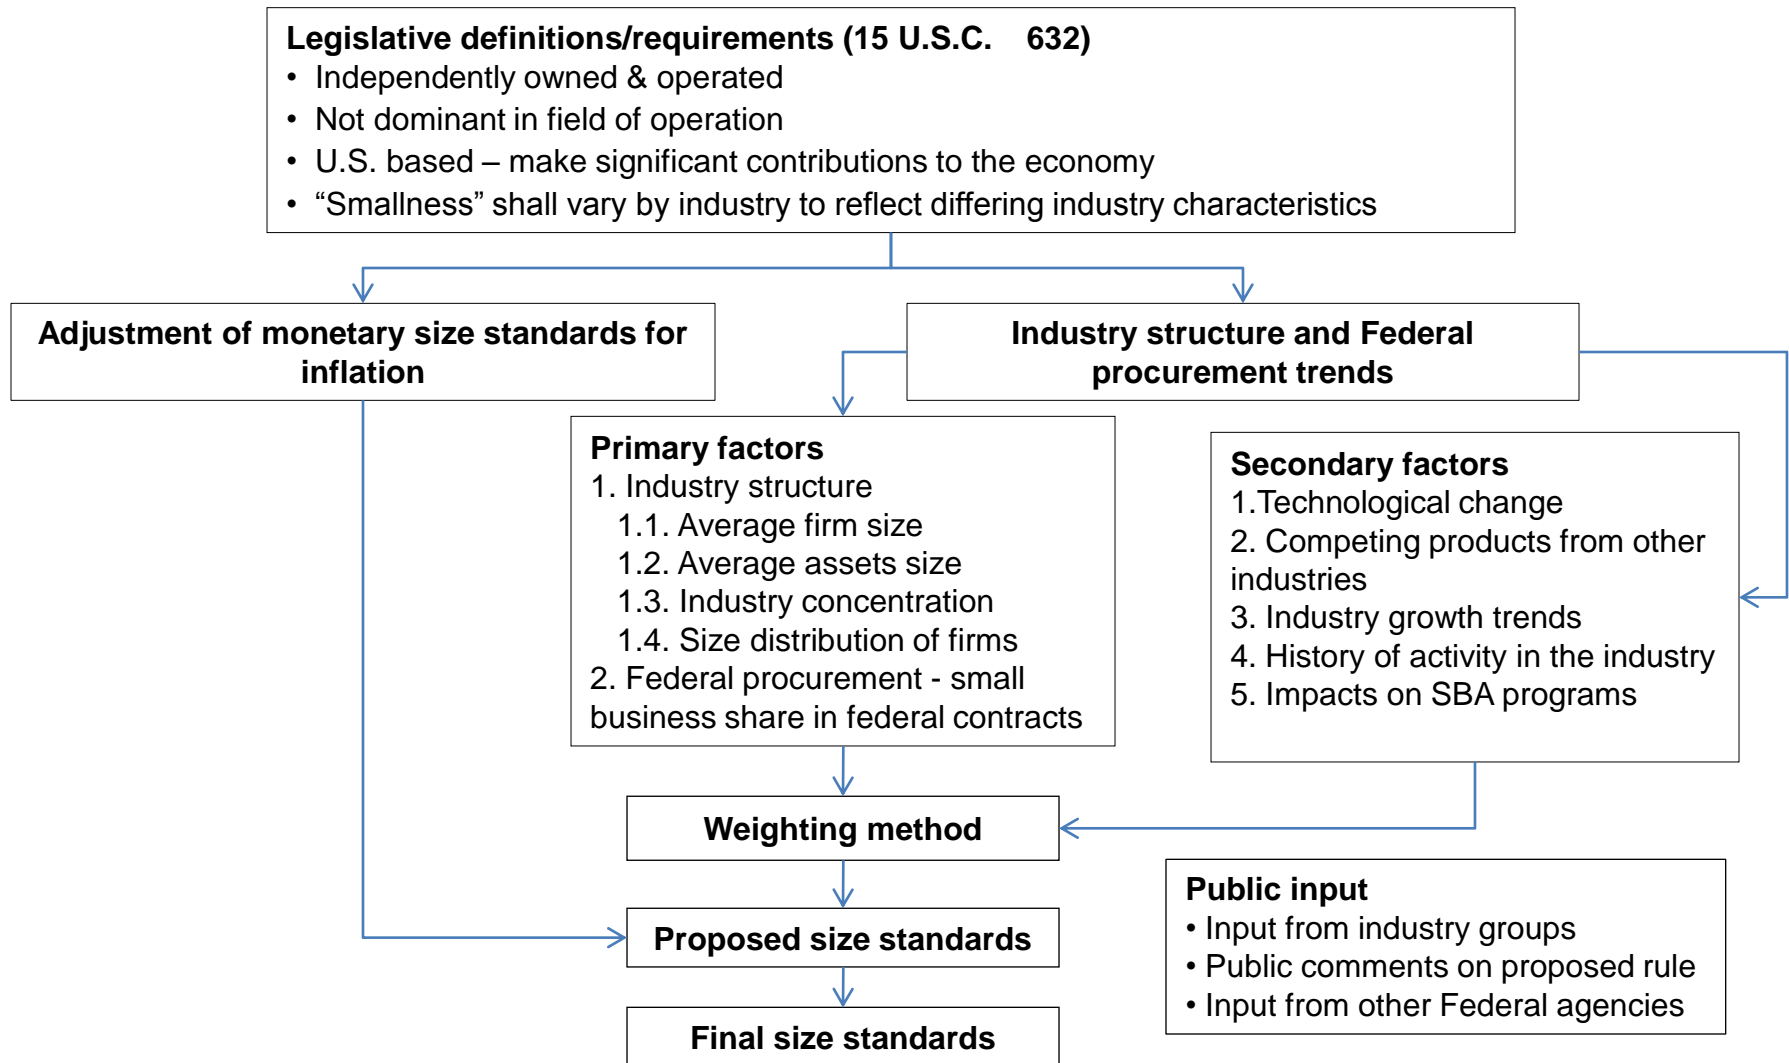 Legislative definitions/requirements (15 U.S.C. 632)
• Independently owned & operated
• Not dominant in field of operation
• U.S. based – make significant contributions to the economy
• “Smallness” shall vary by industry to reflect differing industry characteristics
Adjustment of monetary size standards for
inflation
Industry structure and Federal
procurement trends
Primary factors
1. Industry structure
1.1. Average firm size
1.2. Average assets size
1.3. Industry concentration
1.4. Size distribution of firms
2. Federal procurement - small
business share in federal contracts
Secondary factors
1.Technological change
2. Competing products from other
industries
3. Industry growth trends
4. History of activity in the industry
5. Impacts on SBA programs
Weighting method
Proposed size standards
Final size standards
Public input
• Input from industry groups
• Public comments on proposed rule
• Input from other Federal agencies